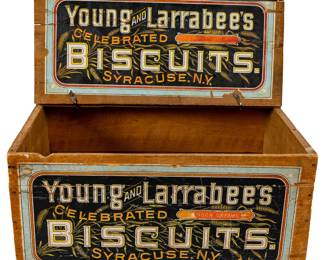 Young AND Larrabee's
CELEBRATED
BISCUITS.
SYRACUSE. N.Y.
Young AND Larrabee's
CELEBRATED
BISCUITS.
SYRACUSE. N.Y.